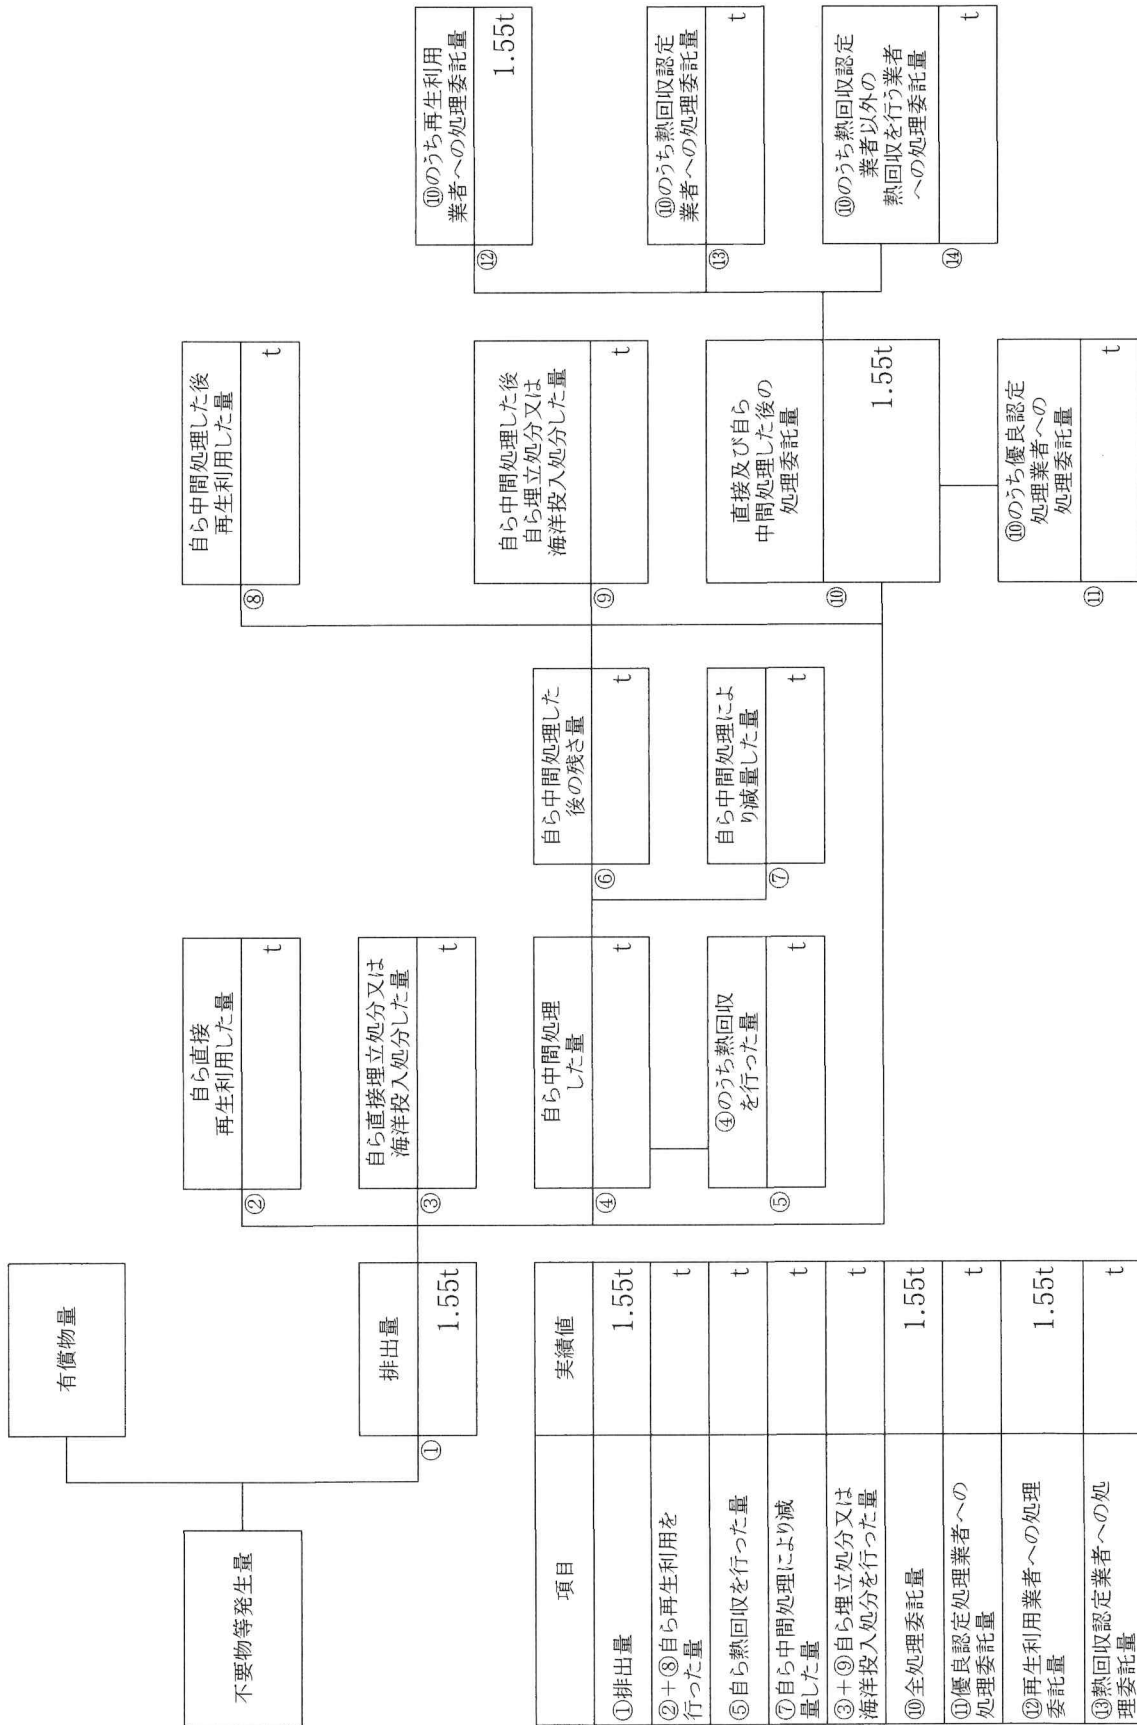 不要物等発生量
有償物量
①
排出量
1.55t
②
自ら直接
再生利用した量
t
③
自ら直接埋立処分又は
海洋投入処分した量
t
④
自ら中間処理
した量
t
⑤
④のうち熱回収
を行った量
t
⑥
自ら中間処理した
後の残さ量
t
⑦
自ら中間処理によ
り減量した量
t
⑧
自ら中間処理した後
再生利用した量
t
⑨
自ら中間処理した後
自ら埋立処分又は
海洋投入処分した量
t
⑩
直接及び自ら
中間処理した後の
処理委託量
1.55t
⑪
⑩のうち優良認定
処理業者への
処理委託量
t
⑫
⑩のうち再生利用
業者への処理委託量
1.55t
⑬
⑩のうち熱回収認定
業者への処理委託量
t
⑭
⑩のうち熱回収認定
業者以外の
熱回収を行う業者
への処理委託量
t
項目 実績値
①排出量 1.55t
②+⑧自ら再生利用を
行った量 t
⑤自ら熱回収を行った量 t
⑦自ら中間処理により減
量した量 t
③+⑨自ら埋立処分又は
海洋投入処分を行った量 t
⑩全処理委託量 1.55t
⑪優良認定処理業者への
処理委託量 t
⑫再生利用業者への処理
委託量 1.55t
⑬熱回収認定業者への処
理委託量 t